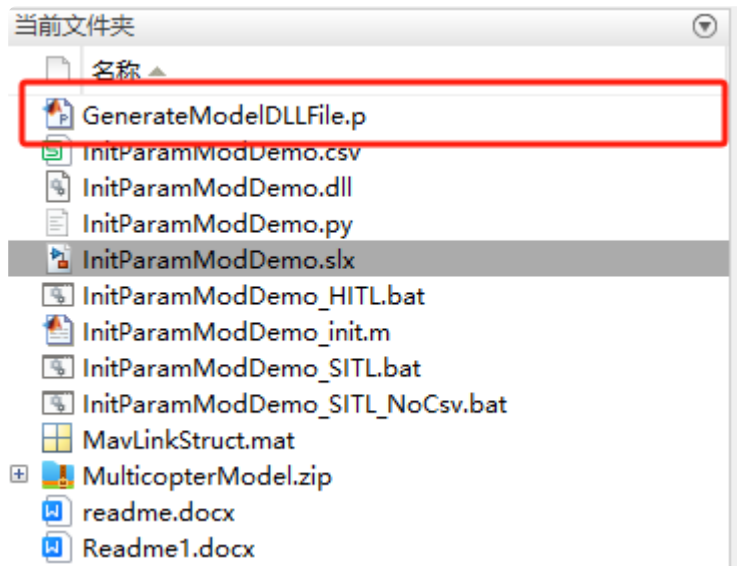 当前文件夹
名称
GenerateModelDLLFile.p
InitParamModDemo.csv
InitParamModDemo.dll
InitParamModDemo.py
InitParamModDemo.slx
InitParamModDemo_HITL.bat
InitParamModDemo_init.m
InitParamModDemo_SITL.bat
InitParamModDemo_SITL_NoCsv.bat
MavLinkStruct.mat
MulticopterModel.zip
readme.docx
Readme1.docx